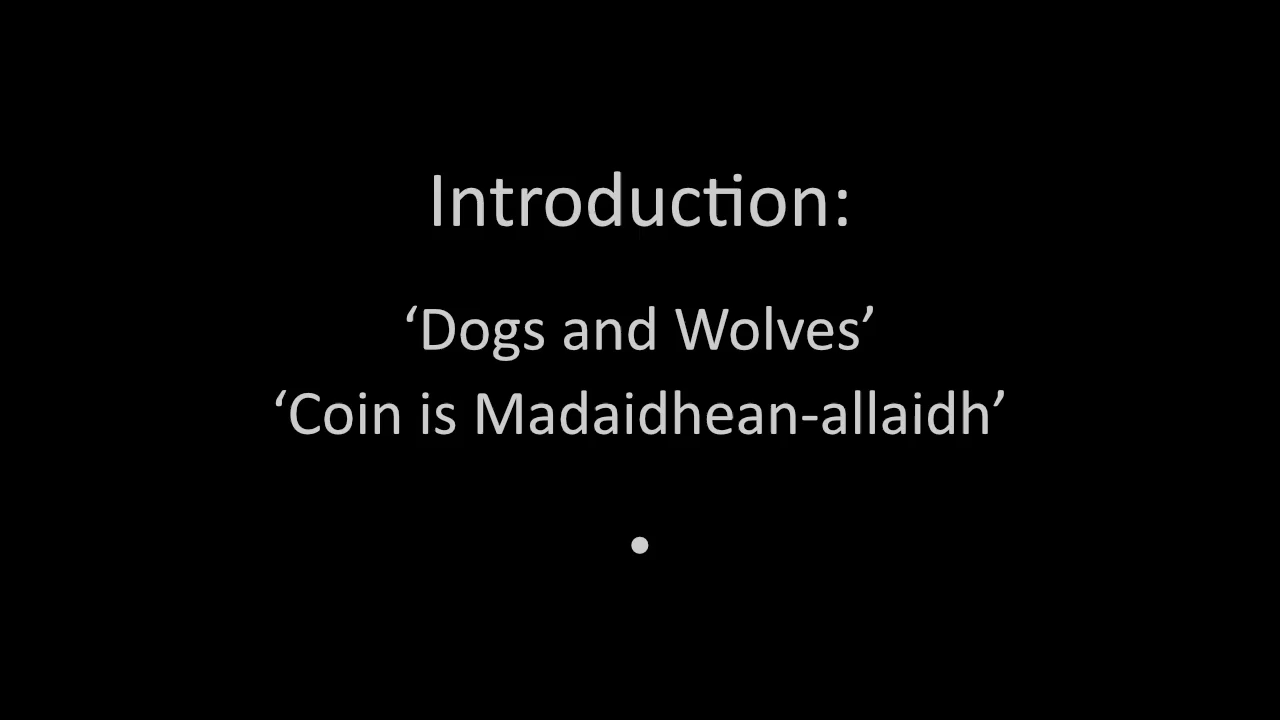 Introduction:
‘Dogs and Wolves’
‘Coin is Madaidhean-allaidh’
•